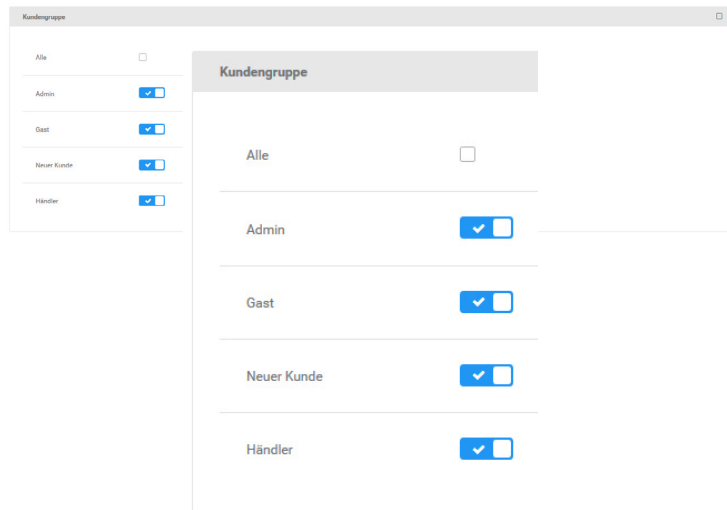 Kundengruppe
Alle
Admin
Gast
Neuer Kunde
Händler
Kundengruppe
Alle
Admin
Gast
Neuer Kunde
Händler